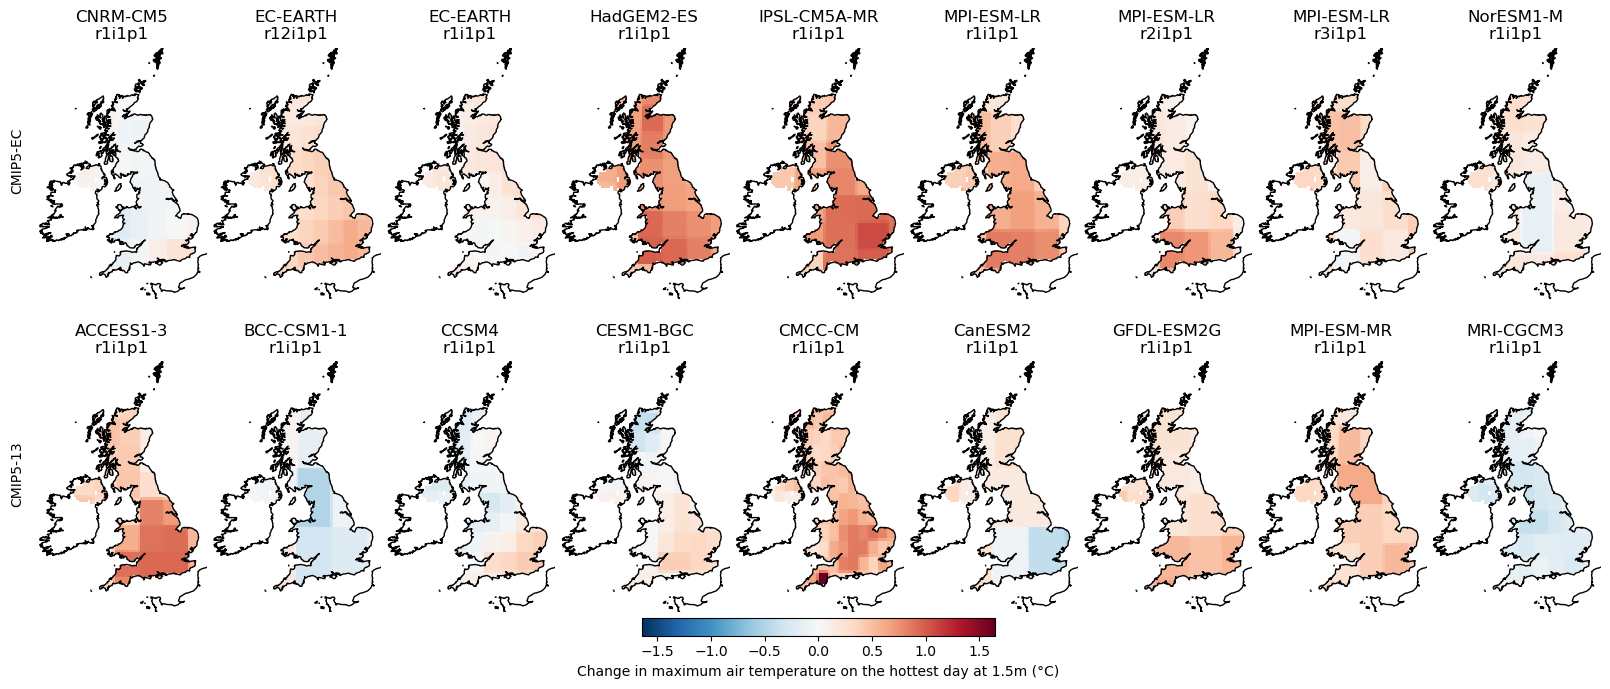 CNRM-CM5
r1i1p1
EC-EARTH
r12i1p1
EC-EARTH
r1i1p1
HadGEM2-ES
r1i1p1
IPSL-CM5A-MR
r1i1p1
MPI-ESM-LR
r1i1p1
MPI-ESM-LR
r2i1p1
MPI-ESM-LR
r3i1p1
NorESM1-M
r1i1p1
CMIP5-EC
ACCESS1-3
r1i1p1
BCC-CSM1-1
r1i1p1
CCSM4
r1i1p1
CESM1-BGC
r1i1p1
CMCC-CM
r1i1p1
CanESM2
r1i1p1
GFDL-ESM2G
r1i1p1
MPI-ESM-MR
r1i1p1
MRI-CGCM3
r1i1p1
CMIP5-13
−1.5 −1.0 −0.5 0.0 0.5 1.0 1.5
Change in maximum air temperature on the hottest day at 1.5m (°C)